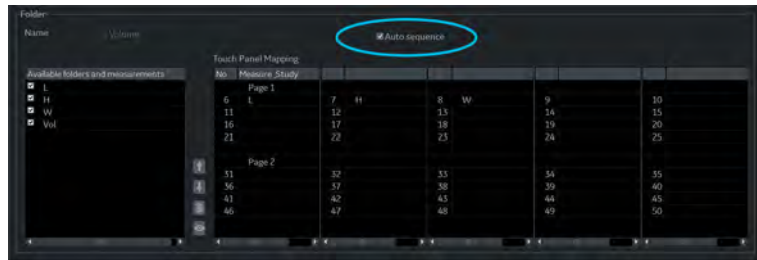 Folder
Name Volume Auto sequence
Touch Panel Mapping
Available folders and measurements No Measure_Study
L Page 1
H 6 L 7 H 8 W 9 10
W 11 12 13 14 15
Vol 16 17 18 19 20
21 22 23 24 25
Page 2
31 32 33 34 35
36 37 38 39 40
41 42 43 44 45
46 47 48 49 50